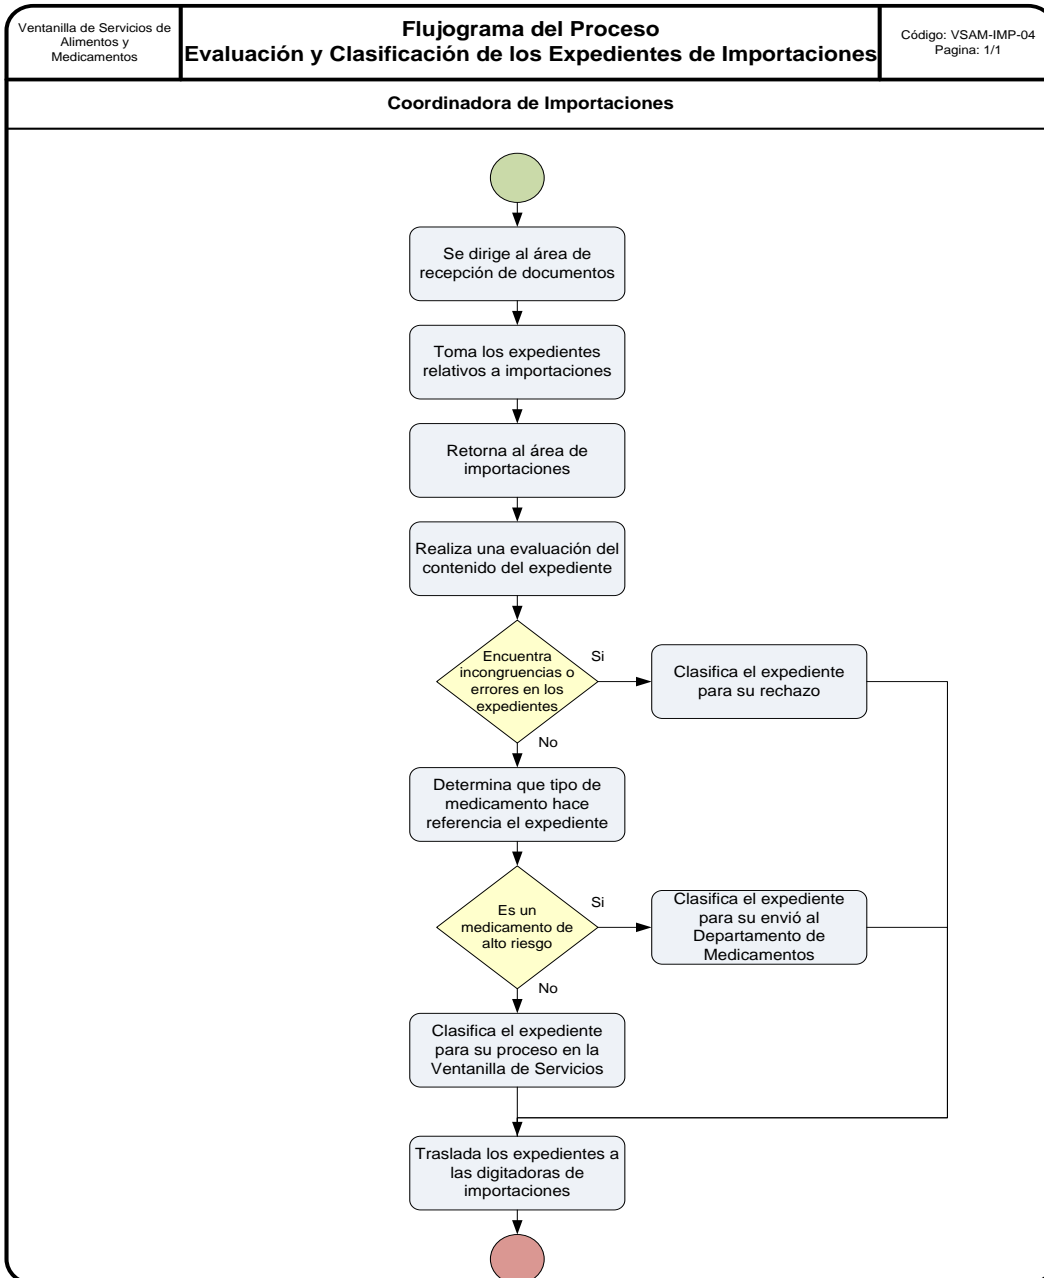 Ventanilla de Servicios de
Alimentos y
Medicamentos
Flujograma del Proceso
Evaluación y Clasificación de los Expedientes de Importaciones
Código: VSAM-IMP-04
Pagina: 1/1
Coordinadora de Importaciones
Se dirige al área de
recepción de documentos
Toma los expedientes
relativos a importaciones
Retorna al área de
importaciones
Realiza una evaluación del
contenido del expediente
Encuentra
incongruencias o
errores en los
expedientes
Si
Clasifica el expediente
para su rechazo
No
Determina que tipo de
medicamento hace
referencia el expediente
Es un
medicamento de
alto riesgo
Si
Clasifica el expediente
para su envió al
Departamento de
Medicamentos
No
Clasifica el expediente
para su proceso en la
Ventanilla de Servicios
Traslada los expedientes a
las digitadoras de
importaciones